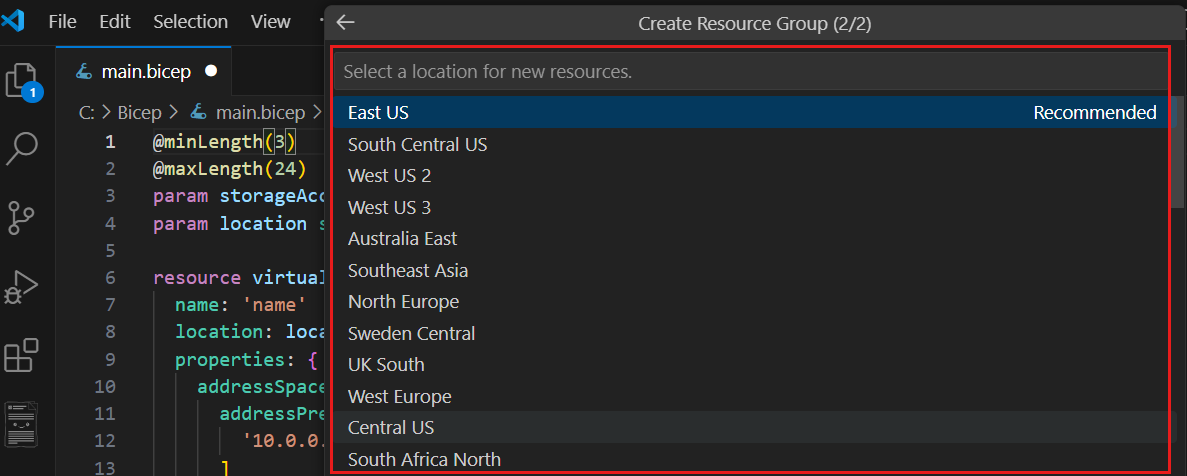 File Edit Selection View
Create Resource Group (2/2)
main.bicep
Select a location for new resources.
1
C: > Bicep > main.bicep >
East US Recommended
South Central US
West US 2
West US 3
Australia East
Southeast Asia
North Europe
Sweden Central
UK South
West Europe
Central US
South Africa North
1 @minLength(3)
2 @maxLength(24)
3 param storageAcc
4 param location s
5
6 resource virtual
7 name: 'name'
8 location: loca
9 properties: {
10 addressSpace
11 addressPre
12 '10.0.0.
13 ]